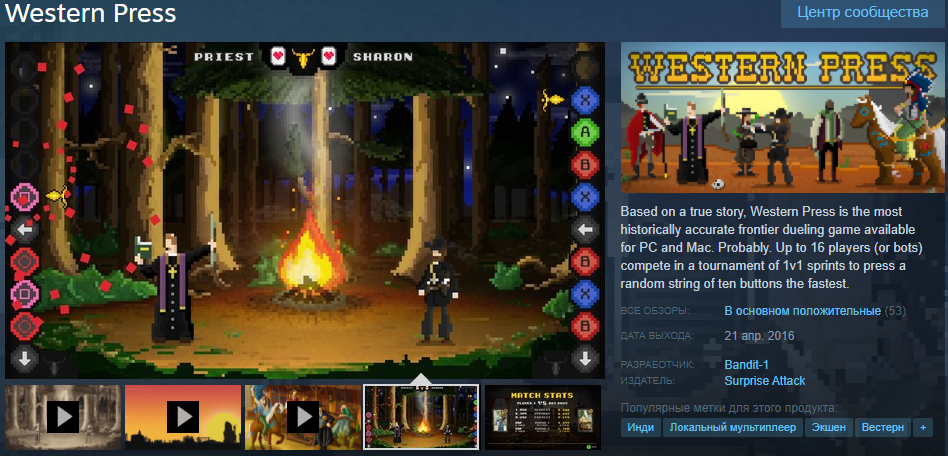 Western Press
Центр сообщества
PRIEST
SHARON
X
A
B
X
B
X
B
WESTERN PRESS
MATCH STATS
VS
Based on a true story, Western Press is the most
historically accurate frontier dueling game available
for PC and Mac. Probably. Up to 16 players (or bots)
compete in a tournament of 1v1 sprints to press a
random string of ten buttons the fastest.
ВСЕ ОБЗОРЫ: В основном положительные (53)
ДАТА ВЫХОДА: 21 апр. 2016
РАЗРАБОТЧИК: Bandit-1
ИЗДАТЕЛЬ: Surprise Attack
Популярные метки для этого продукта:
Инди Локальный мультиплеер Экшен Вестерн +